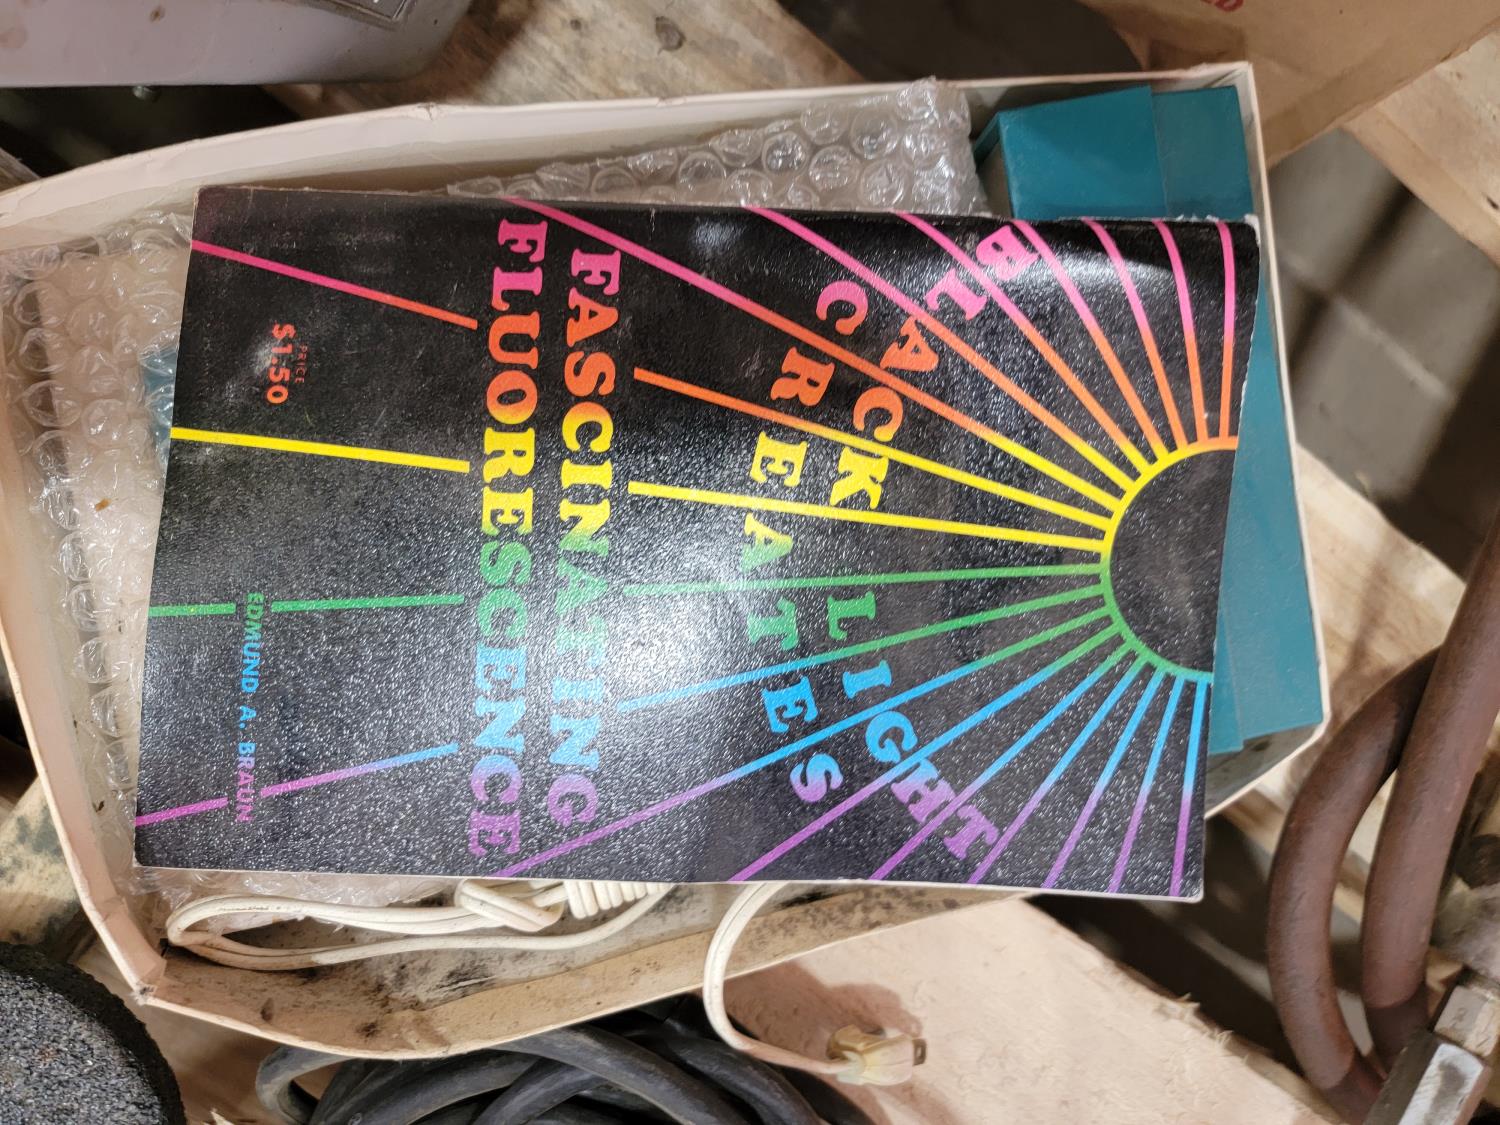 BLACK LIGHT
CREATES
FASCINATING
FLUORESCENCE
PRICE
$1.50
EDMUND A. BRAUN